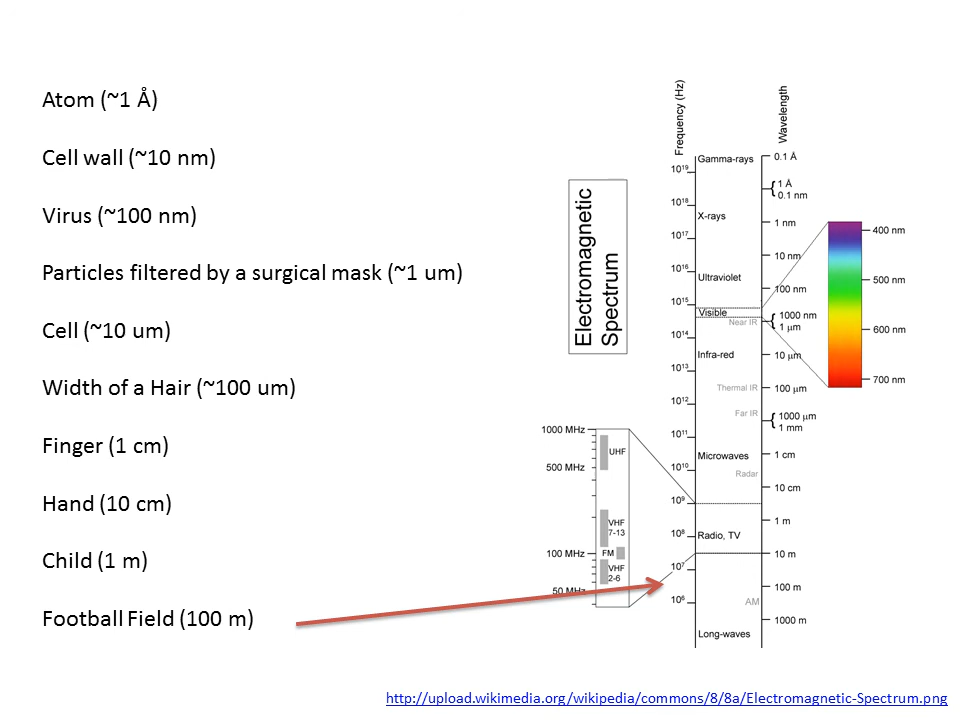 Atom (~1 Å)
Cell wall (~10 nm)
Virus (~100 nm)
Particles filtered by a surgical mask (~1 um)
Cell (~10 um)
Width of a Hair (~100 um)
Finger (1 cm)
Hand (10 cm)
Child (1 m)
Football Field (100 m)
Electromagnetic
Spectrum
1000 MHz
500 MHz
100 MHz
50 MHz
UHF
VHF
7-13
FM
VHF
2-6
Frequency (Hz)
10¹⁹
10¹⁸
10¹⁷
10¹⁶
10¹⁵
10¹⁴
10¹³
10¹²
10¹¹
10¹⁰
10⁹
10⁸
10⁷
10⁶
Gamma-rays
X-rays
Ultraviolet
Visible
Near IR
Infra-red
Thermal IR
Far IR
Microwaves
Radar
Radio, TV
AM
Long-waves
Wavelength
0.1 Å
1 Å
0.1 nm
1 nm
10 nm
100 nm
1000 nm
1 µm
10 µm
100 µm
1000 µm
1 mm
1 cm
10 cm
1 m
10 m
100 m
1000 m
400 nm
500 nm
600 nm
700 nm
http://upload.wikimedia.org/wikipedia/commons/8/8a/Electromagnetic-Spectrum.png